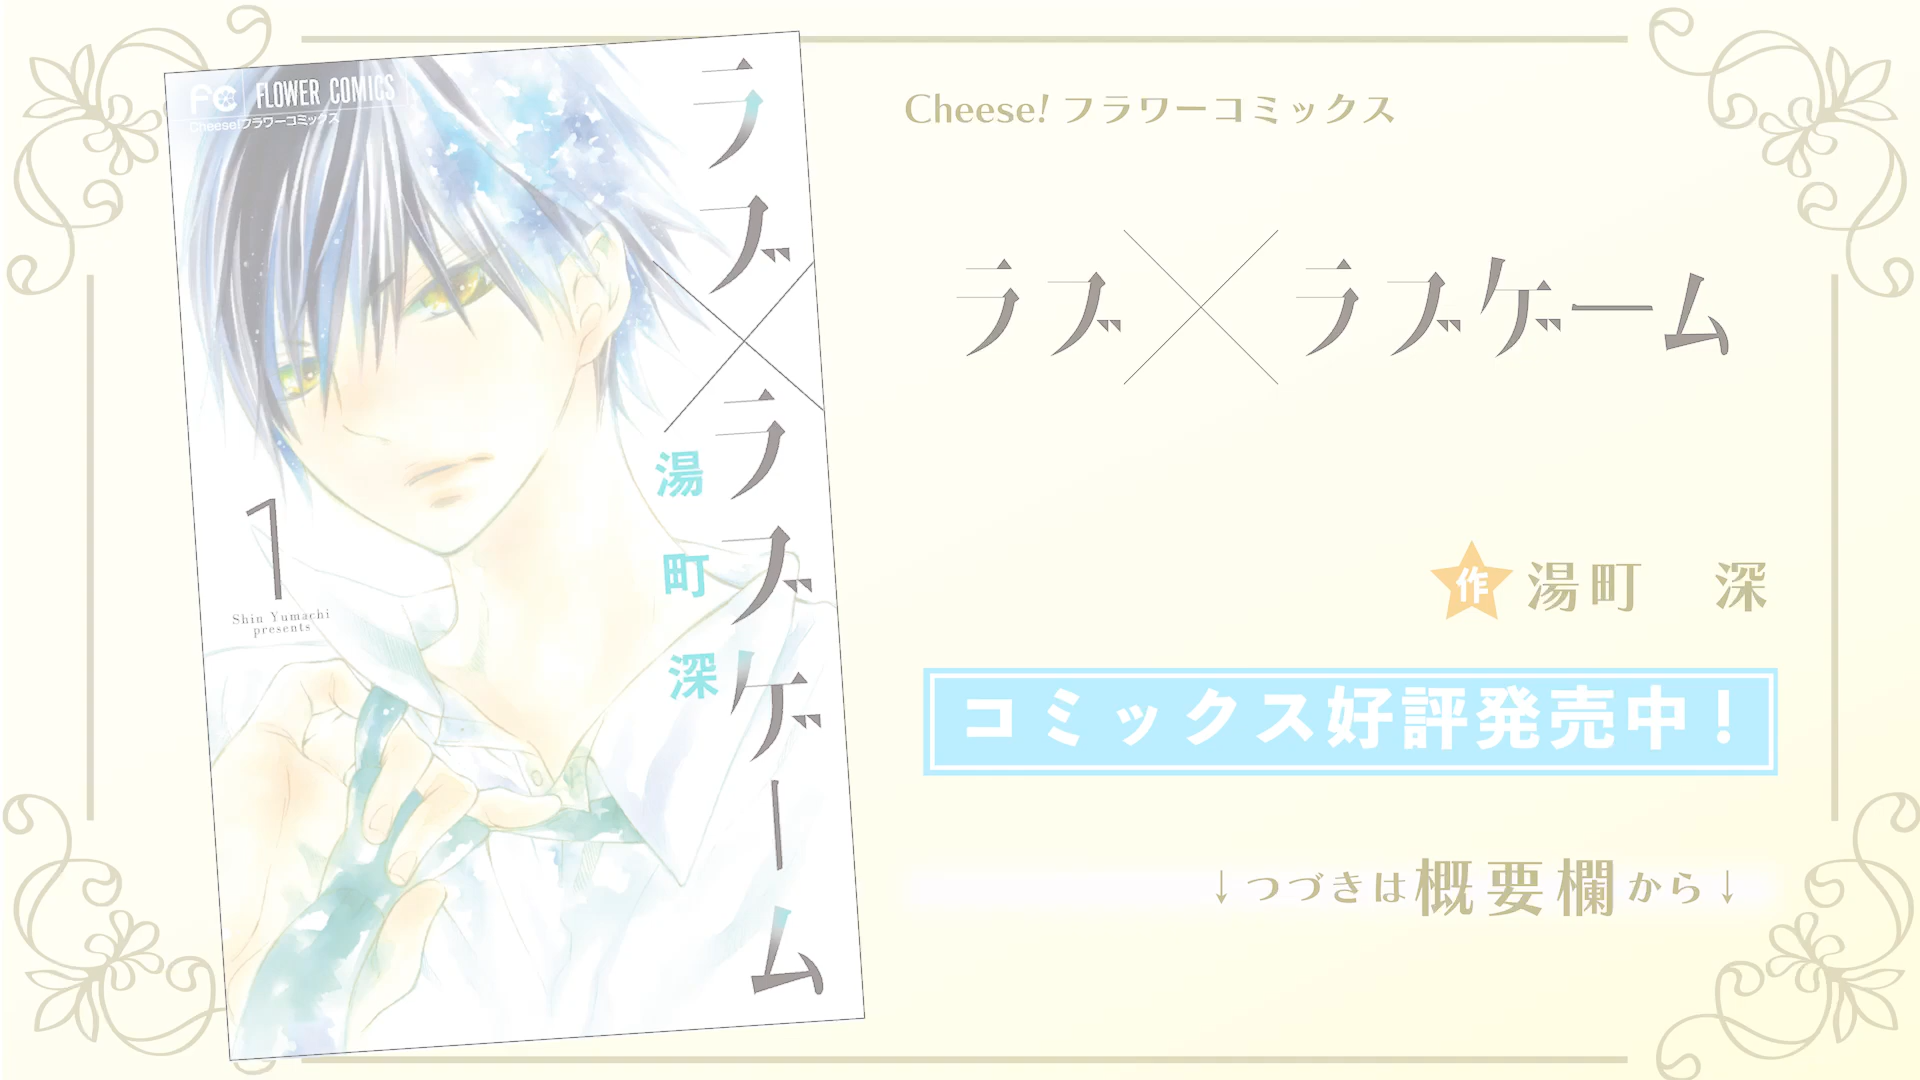 FC FLOWER COMICS
Cheese!フラワーコミックス
ラブ×ラブゲーム
湯町深
1
Shin Yumachi
presents
Cheese! フラワーコミックス
ラブ×ラブゲーム
作 湯町 深
コミックス好評発売中!
↓つづきは概要欄から↓